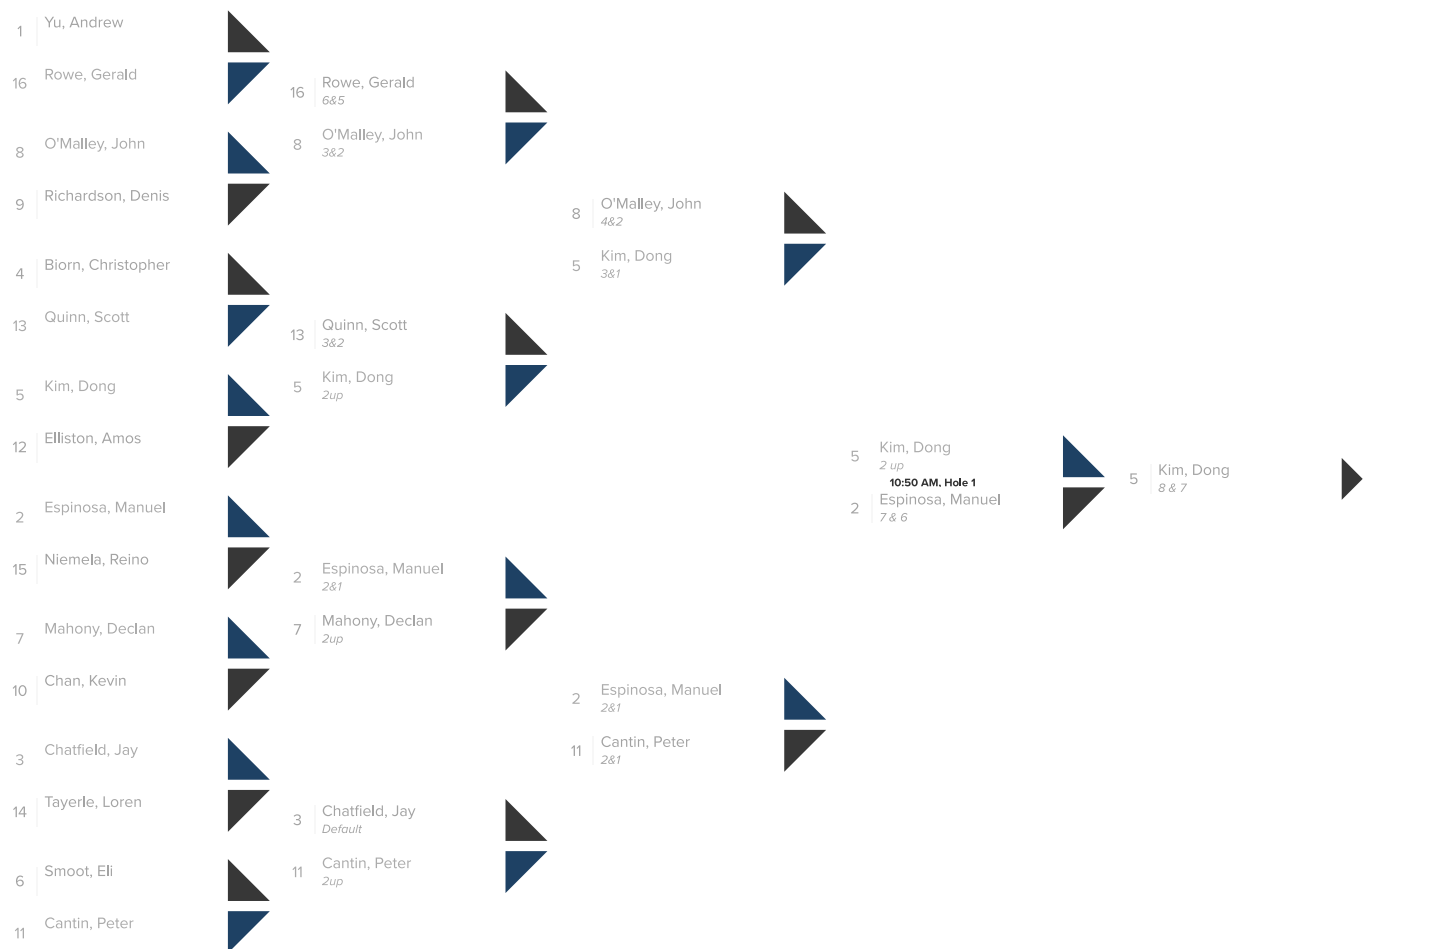 1 Yu, Andrew
16 Rowe, Gerald
8 O'Malley, John
9 Richardson, Denis
4 Biorn, Christopher
13 Quinn, Scott
5 Kim, Dong
12 Elliston, Amos
2 Espinosa, Manuel
15 Niemela, Reino
7 Mahony, Declan
10 Chan, Kevin
3 Chatfield, Jay
14 Tayerle, Loren
6 Smoot, Eli
11 Cantin, Peter
16 Rowe, Gerald
6&5
8 O'Malley, John
3&2
13 Quinn, Scott
3&2
5 Kim, Dong
2up
2 Espinosa, Manuel
2&1
7 Mahony, Declan
2up
3 Chatfield, Jay
Default
11 Cantin, Peter
2up
8 O'Malley, John
4&2
5 Kim, Dong
3&1
2 Espinosa, Manuel
2&1
11 Cantin, Peter
2&1
5 Kim, Dong
2 up
10:50 AM, Hole 1
2 Espinosa, Manuel
7 & 6
5 Kim, Dong
8 & 7